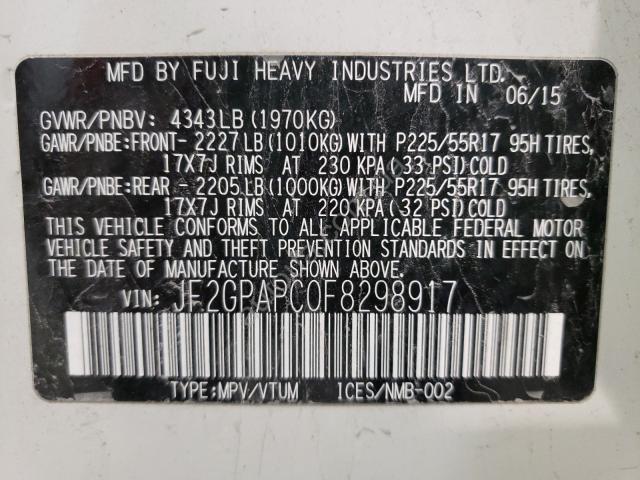 MFD BY FUJI HEAVY INDUSTRIES LTD.
MFD IN 06/15
GVWR/PNBV: 4343LB(1970KG)
GAWR/PNBE:FRONT- 2227LB(1010KG)WITH P225/55R17 95H TIRES,
17X7J RIMS AT 230 KPA(33 PSI)COLD
GAWR/PNBE:REAR - 2205LB(1000KG)WITH P225/55R17 95H TIRES,
17X7J RIMS AT 220 KPA(32 PSI)COLD
THIS VEHICLE CONFORMS TO ALL APPLICABLE FEDERAL MOTOR
VEHICLE SAFETY AND THEFT PREVENTION STANDARDS IN EFFECT ON
THE DATE OF MANUFACTURE SHOWN ABOVE.
VIN: JF2GPAPC0F8298917
TYPE:MPV/VTUM ICES/NMB-002